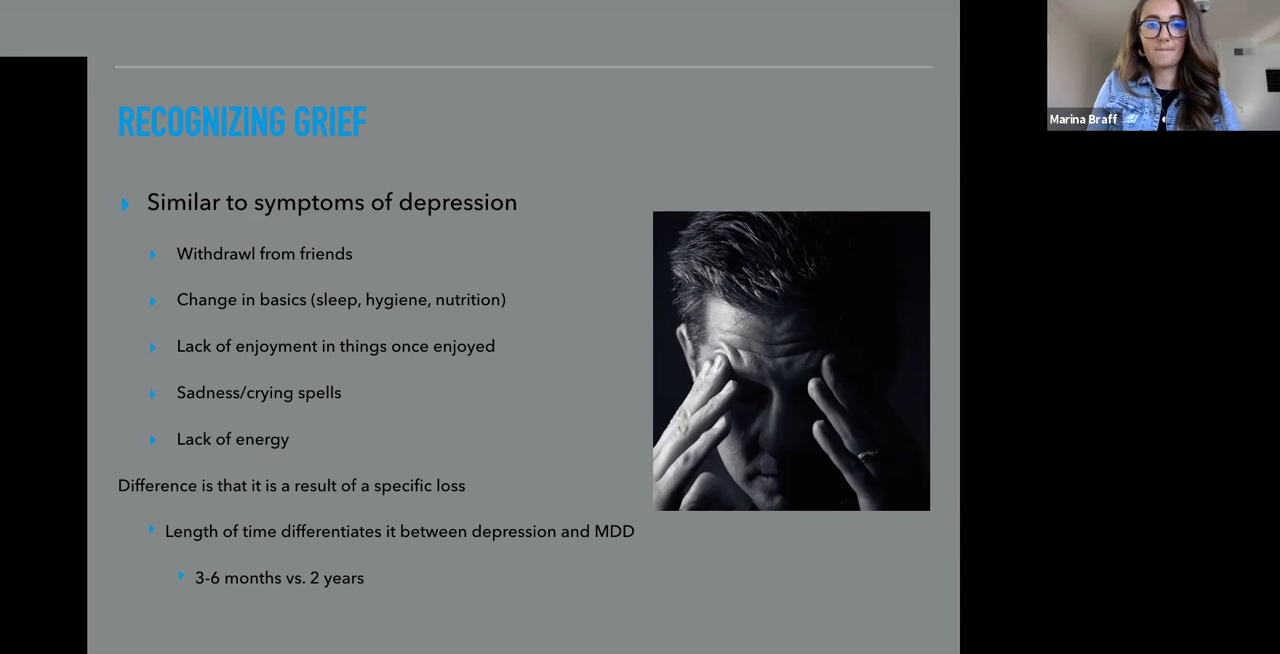 RECOGNIZING GRIEF
Similar to symptoms of depression
Withdrawl from friends
Change in basics (sleep, hygiene, nutrition)
Lack of enjoyment in things once enjoyed
Sadness/crying spells
Lack of energy
Difference is that it is a result of a specific loss
Length of time differentiates it between depression and MDD
3-6 months vs. 2 years
Marina Braff